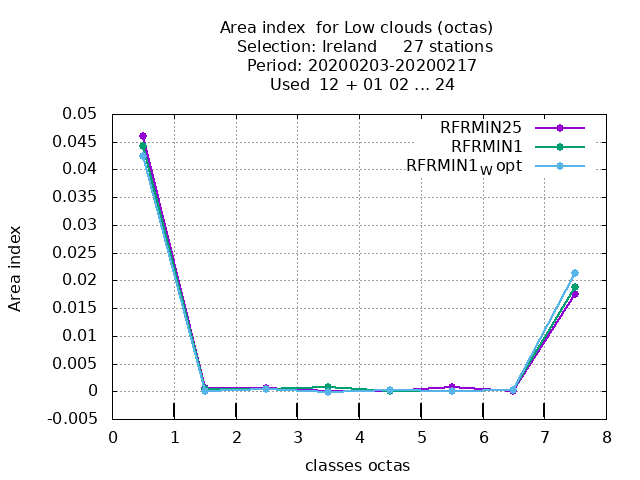 Area index  for Low clouds (octas)
Selection: Ireland     27 stations
Period: 20200203-20200217
Used  12 + 01 02 ... 24
0.05
0.045
0.04
0.035
0.03
0.025
0.02
0.015
0.01
0.005
0
-0.005
Area index
RFRMIN25
RFRMIN1
RFRMIN1W opt
0 1 2 3 4 5 6 7 8
classes octas